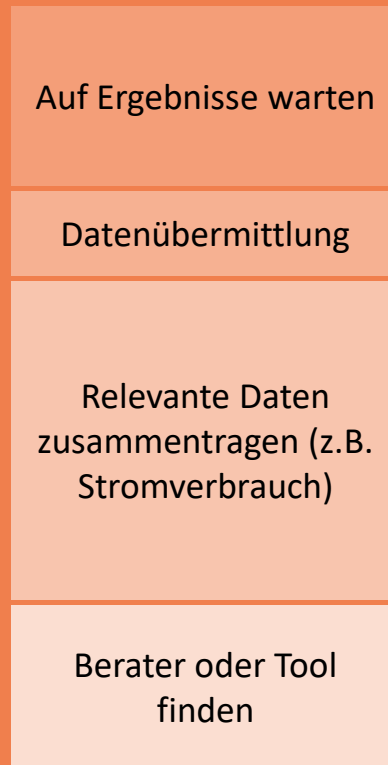 Auf Ergebnisse warten
Datenübermittlung
Relevante Daten
zusammentragen (z.B.
Stromverbrauch)
Berater oder Tool
finden